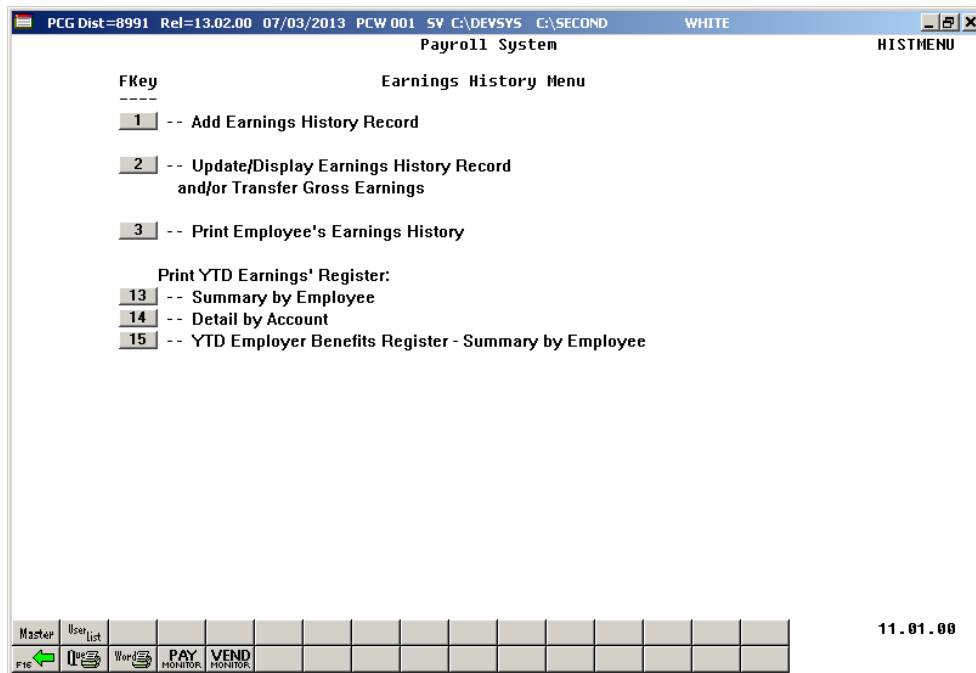 PCG Dist=8991 Rel=13.02.00 07/03/2013 PCW 001 SV C:\DEVSYS C:\SECOND WHITE
Payroll System HISTMENU
FKey Earnings History Menu
----
1 -- Add Earnings History Record
2 -- Update/Display Earnings History Record
and/or Transfer Gross Earnings
3 -- Print Employee's Earnings History
Print YTD Earnings' Register:
13 -- Summary by Employee
14 -- Detail by Account
15 -- YTD Employer Benefits Register - Summary by Employee
Master User List 11.01.00
F16 Que Word PAY MONITOR VEND MONITOR